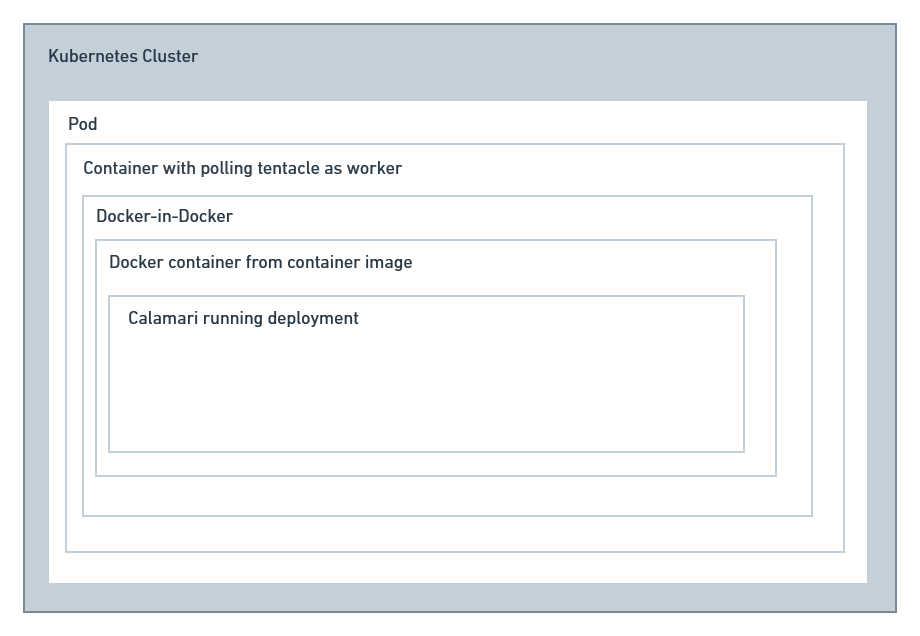 Kubernetes Cluster
Pod
Container with polling tentacle as worker
Docker-in-Docker
Docker container from container image
Calamari running deployment